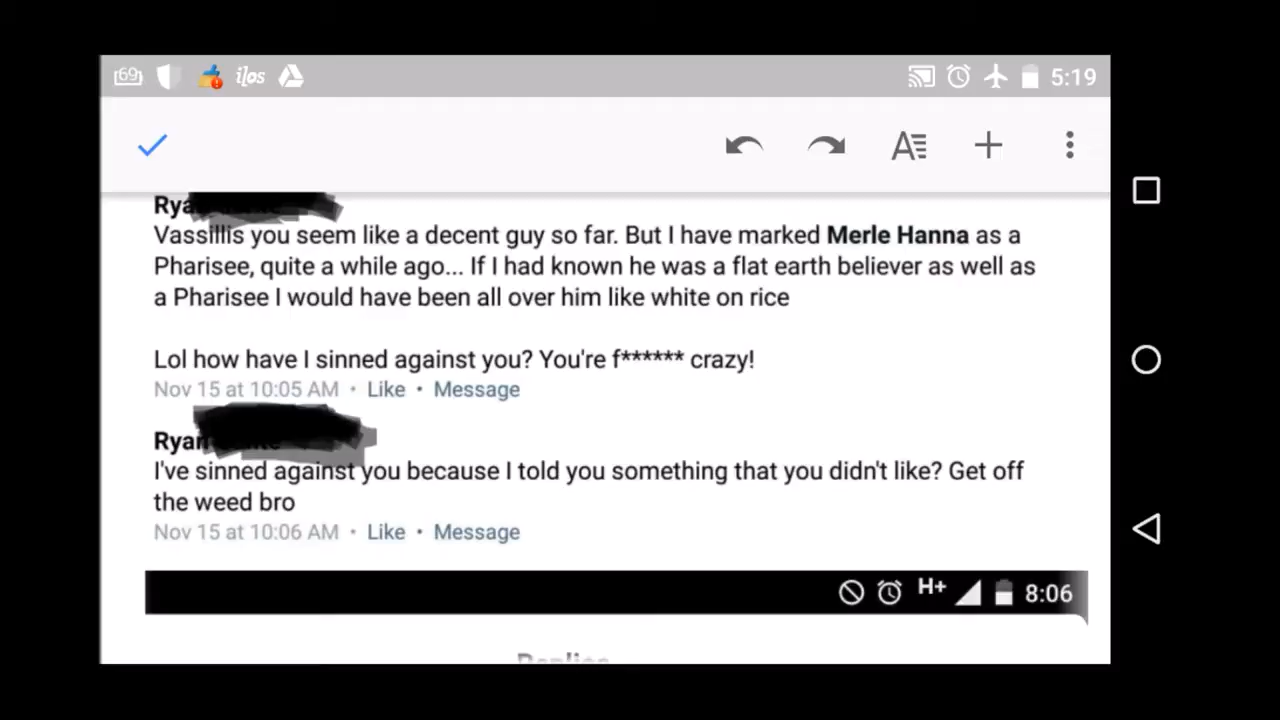 69 ilos 5:19
Rya
Vassillis you seem like a decent guy so far. But I have marked Merle Hanna as a
Pharisee, quite a while ago... If I had known he was a flat earth believer as well as
a Pharisee I would have been all over him like white on rice
Lol how have I sinned against you? You're f****** crazy!
Nov 15 at 10:05 AM • Like • Message
Ryan
I've sinned against you because I told you something that you didn't like? Get off
the weed bro
Nov 15 at 10:06 AM • Like • Message
H+ 8:06
Replies